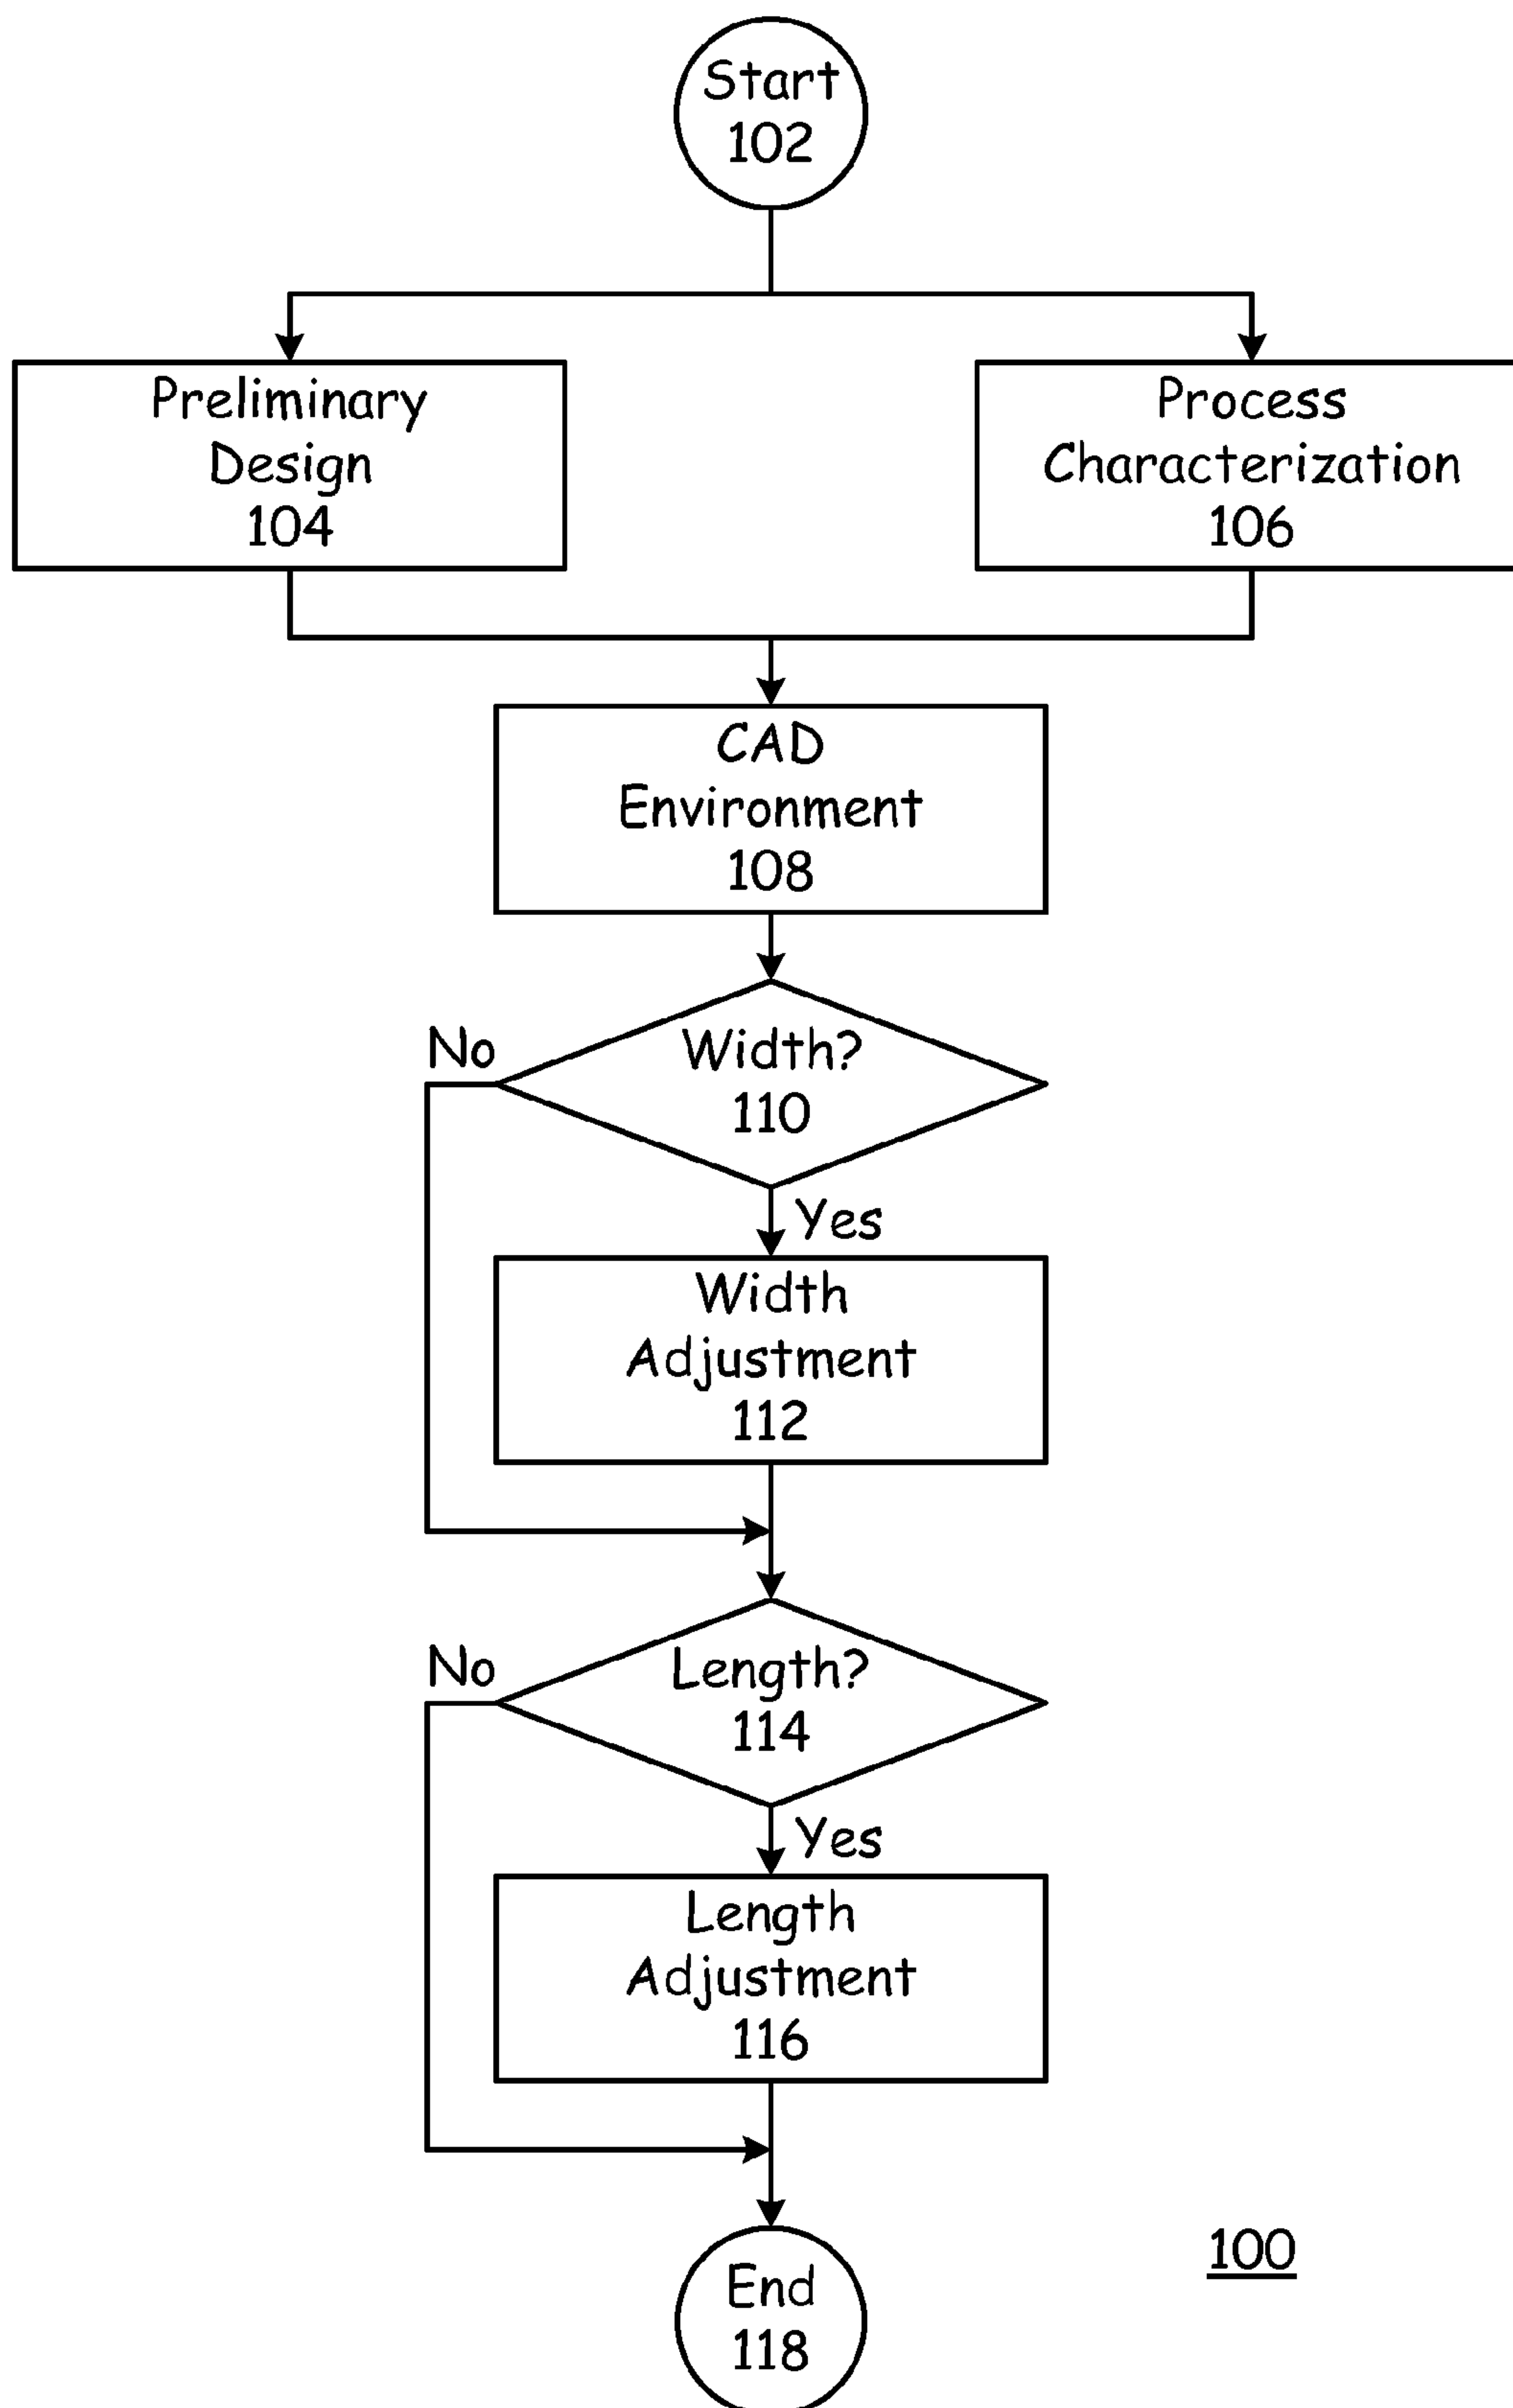 Start
102
Preliminary
Design
104
Process
Characterization
106
CAD
Environment
108
No
Width?
110
Yes
Width
Adjustment
112
No
Length?
114
Yes
Length
Adjustment
116
100
End
118